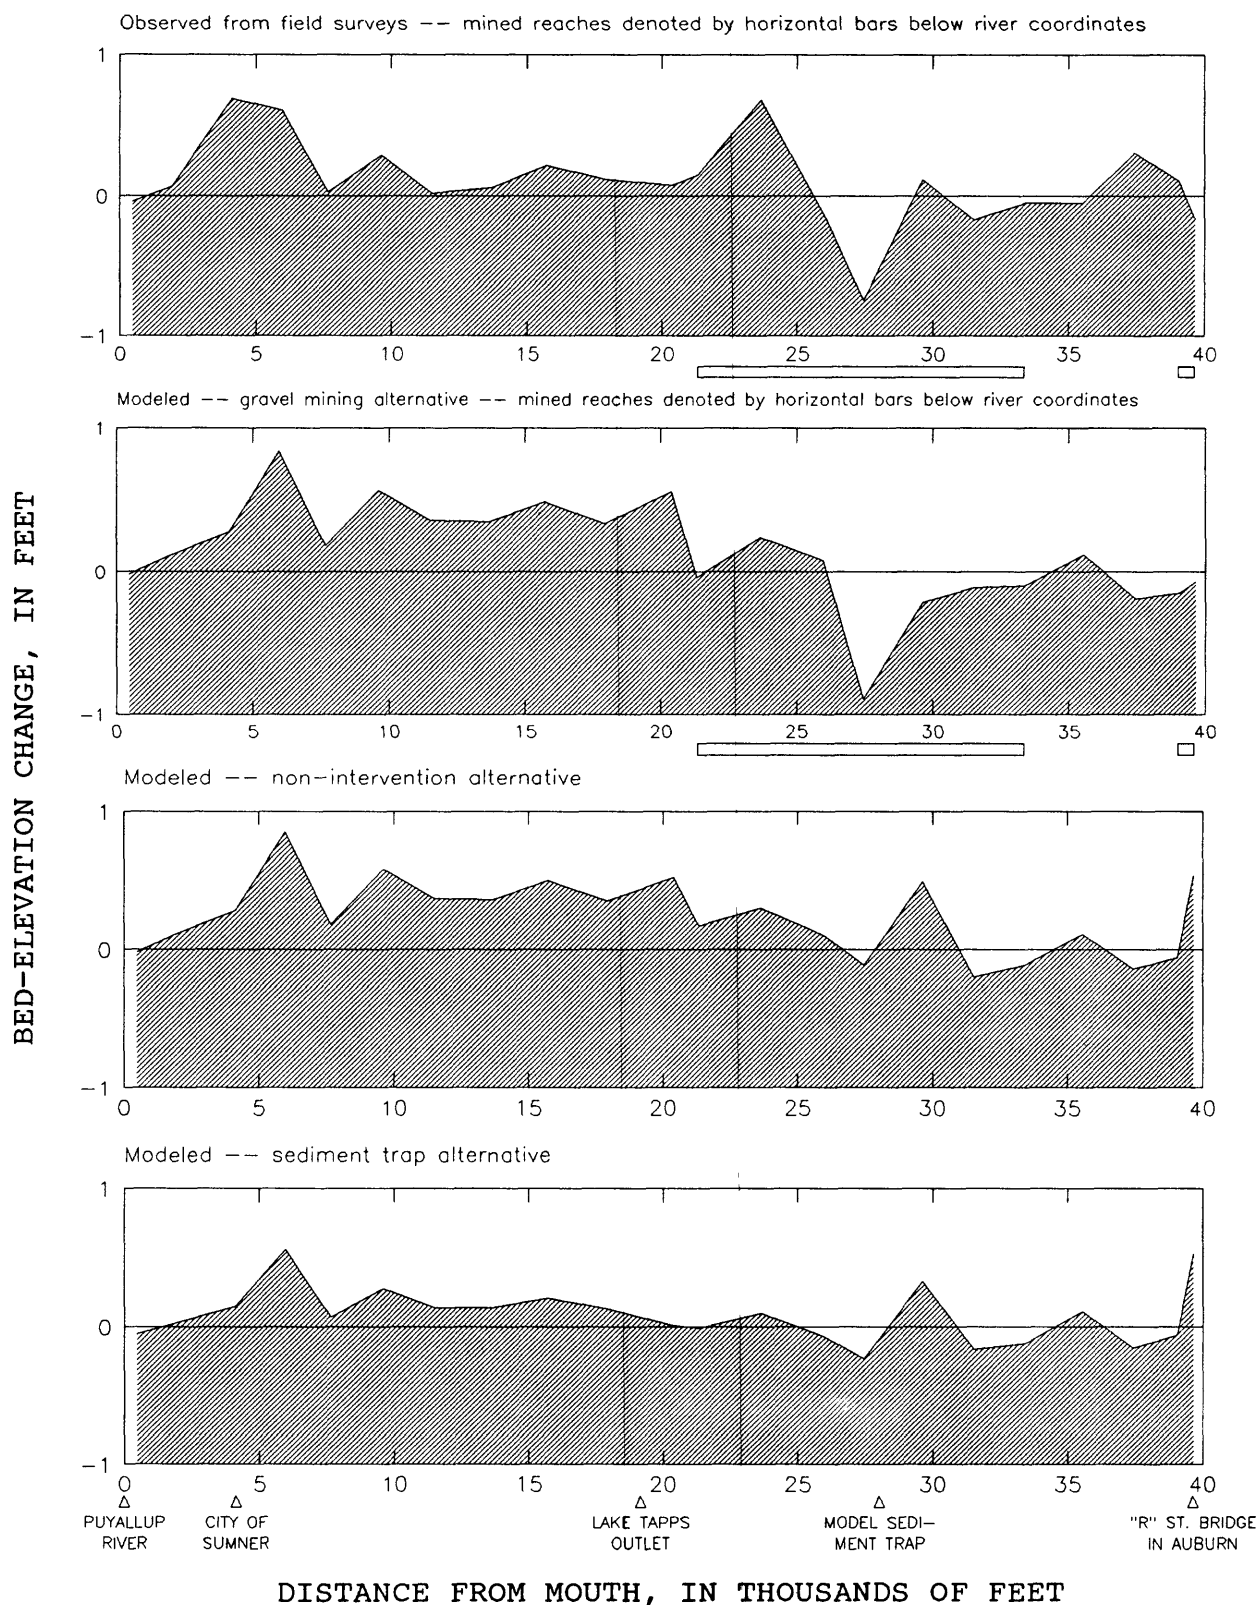 Observed from field surveys -- mined reaches denoted by horizontal bars below river coordinates
1
0
-1
0 5 10 15 20 25 30 35 40
Modeled -- gravel mining alternative -- mined reaches denoted by horizontal bars below river coordinates
1
0
-1
0 5 10 15 20 25 30 35 40
BED-ELEVATION CHANGE, IN FEET
Modeled -- non-intervention alternative
1
0
-1
0 5 10 15 20 25 30 35 40
Modeled -- sediment trap alternative
1
0
-1
0 5 10 15 20 25 30 35 40
PUYALLUP CITY OF LAKE TAPPS MODEL SEDI- "R" ST. BRIDGE
RIVER SUMNER OUTLET MENT TRAP IN AUBURN
DISTANCE FROM MOUTH, IN THOUSANDS OF FEET